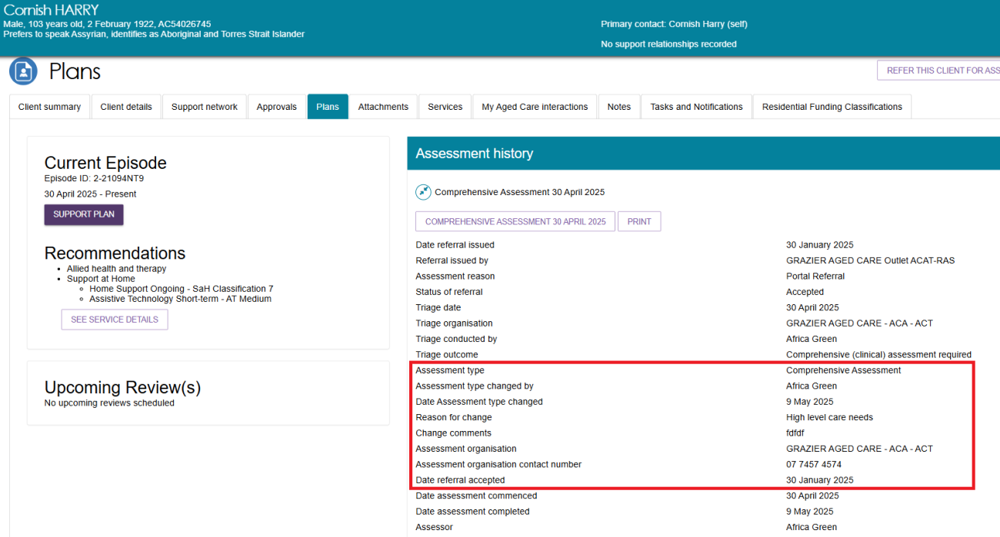 Cornish HARRY
Male, 103 years old, 2 February 1922, AC54026745
Prefers to speak Assyrian, identifies as Aboriginal and Torres Strait Islander
Primary contact: Cornish Harry (self)
No support relationships recorded
Plans
REFER THIS CLIENT FOR ASS
Client summary
Client details
Support network
Approvals
Plans
Attachments
Services
My Aged Care interactions
Notes
Tasks and Notifications
Residential Funding Classifications
Current Episode
Episode ID: 2-21094NT9
30 April 2025 - Present
SUPPORT PLAN
Recommendations
Allied health and therapy
Support at Home
Home Support Ongoing - SaH Classification 7
Assistive Technology Short-term - AT Medium
SEE SERVICE DETAILS
Upcoming Review(s)
No upcoming reviews scheduled
Assessment history
Comprehensive Assessment 30 April 2025
COMPREHENSIVE ASSESSMENT 30 APRIL 2025
PRINT
Date referral issued 30 January 2025
Referral issued by GRAZIER AGED CARE Outlet ACAT-RAS
Assessment reason Portal Referral
Status of referral Accepted
Triage date 30 April 2025
Triage organisation GRAZIER AGED CARE - ACA - ACT
Triage conducted by Africa Green
Triage outcome Comprehensive (clinical) assessment required
Assessment type Comprehensive Assessment
Assessment type changed by Africa Green
Date Assessment type changed 9 May 2025
Reason for change High level care needs
Change comments fdfdf
Assessment organisation GRAZIER AGED CARE - ACA - ACT
Assessment organisation contact number 07 7457 4574
Date referral accepted 30 January 2025
Date assessment commenced 30 April 2025
Date assessment completed 9 May 2025
Assessor Africa Green